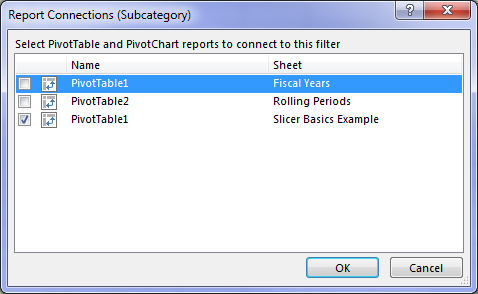 Report Connections (Subcategory)
?
Select PivotTable and PivotChart reports to connect to this filter
Name Sheet
PivotTable1 Fiscal Years
PivotTable2 Rolling Periods
PivotTable1 Slicer Basics Example
OK Cancel